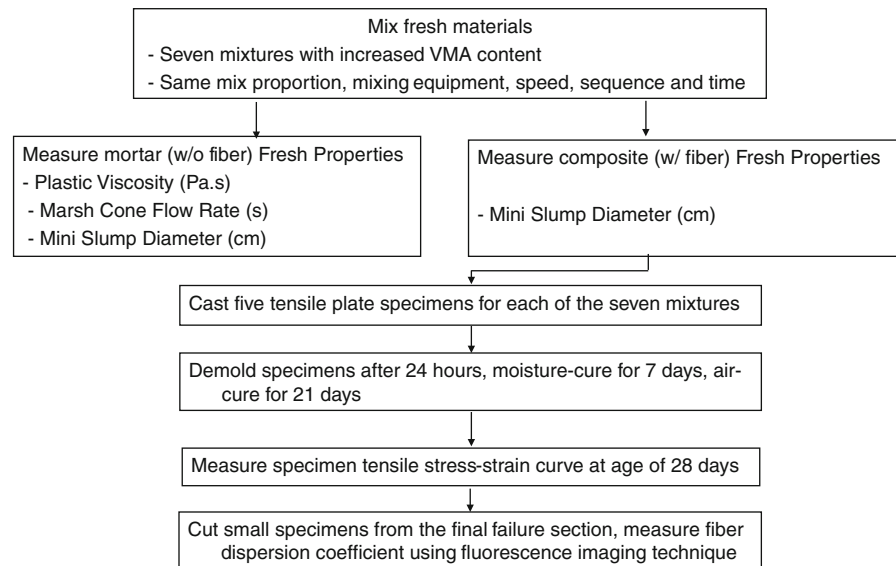 Mix fresh materials
- Seven mixtures with increased VMA content
- Same mix proportion, mixing equipment, speed, sequence and time
Measure mortar (w/o fiber) Fresh Properties
- Plastic Viscosity (Pa.s)
- Marsh Cone Flow Rate (s)
- Mini Slump Diameter (cm)
Measure composite (w/ fiber) Fresh Properties
- Mini Slump Diameter (cm)
Cast five tensile plate specimens for each of the seven mixtures
Demold specimens after 24 hours, moisture-cure for 7 days, air-
cure for 21 days
Measure specimen tensile stress-strain curve at age of 28 days
Cut small specimens from the final failure section, measure fiber
dispersion coefficient using fluorescence imaging technique